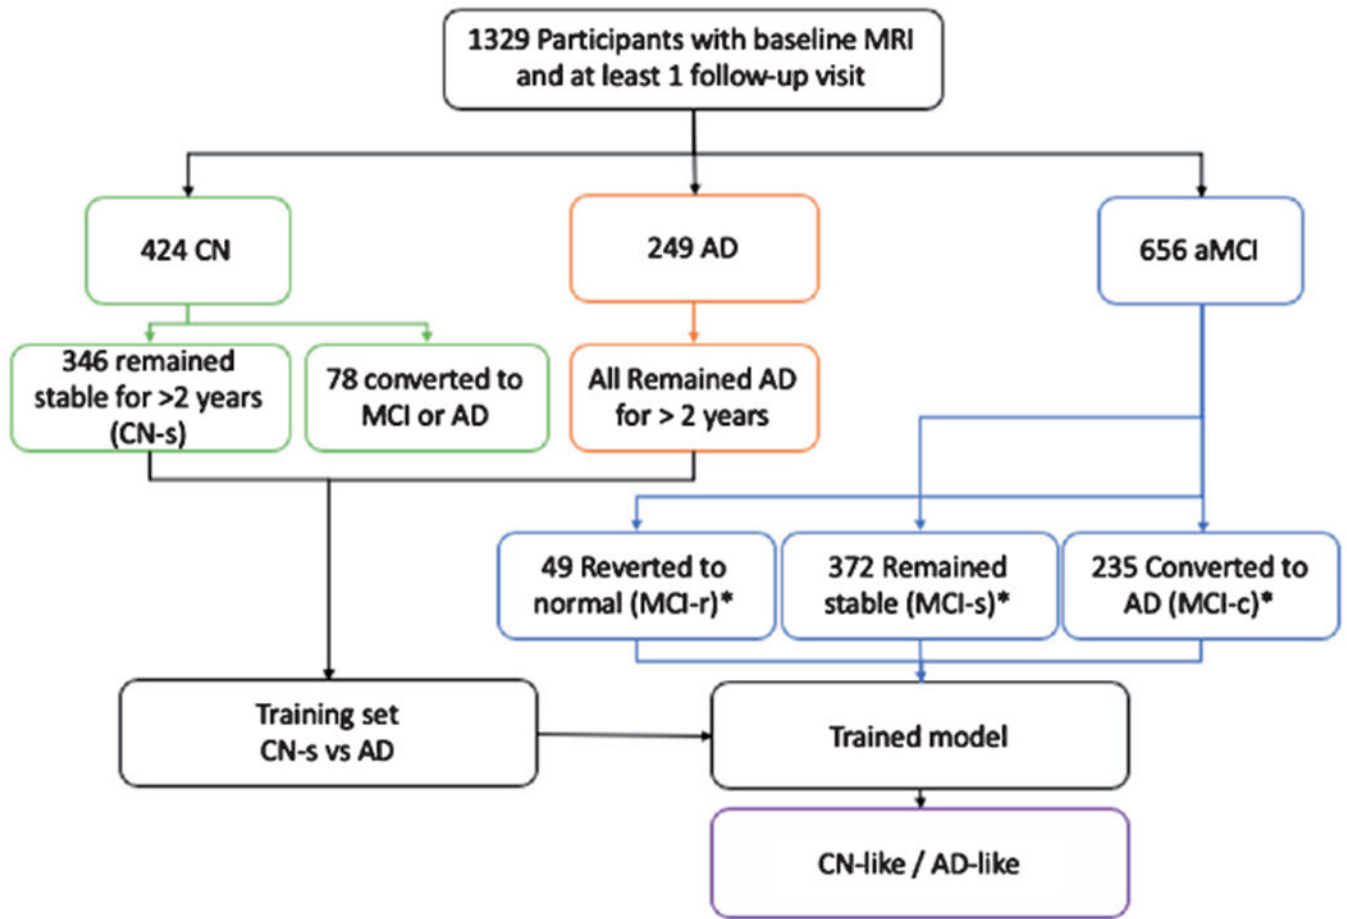 1329 Participants with baseline MRI
and at least 1 follow-up visit
424 CN
249 AD
656 aMCI
346 remained
stable for >2 years
(CN-s)
78 converted to
MCI or AD
All Remained AD
for > 2 years
49 Reverted to
normal (MCI-r)*
372 Remained
stable (MCI-s)*
235 Converted to
AD (MCI-c)*
Training set
CN-s vs AD
Trained model
CN-like / AD-like